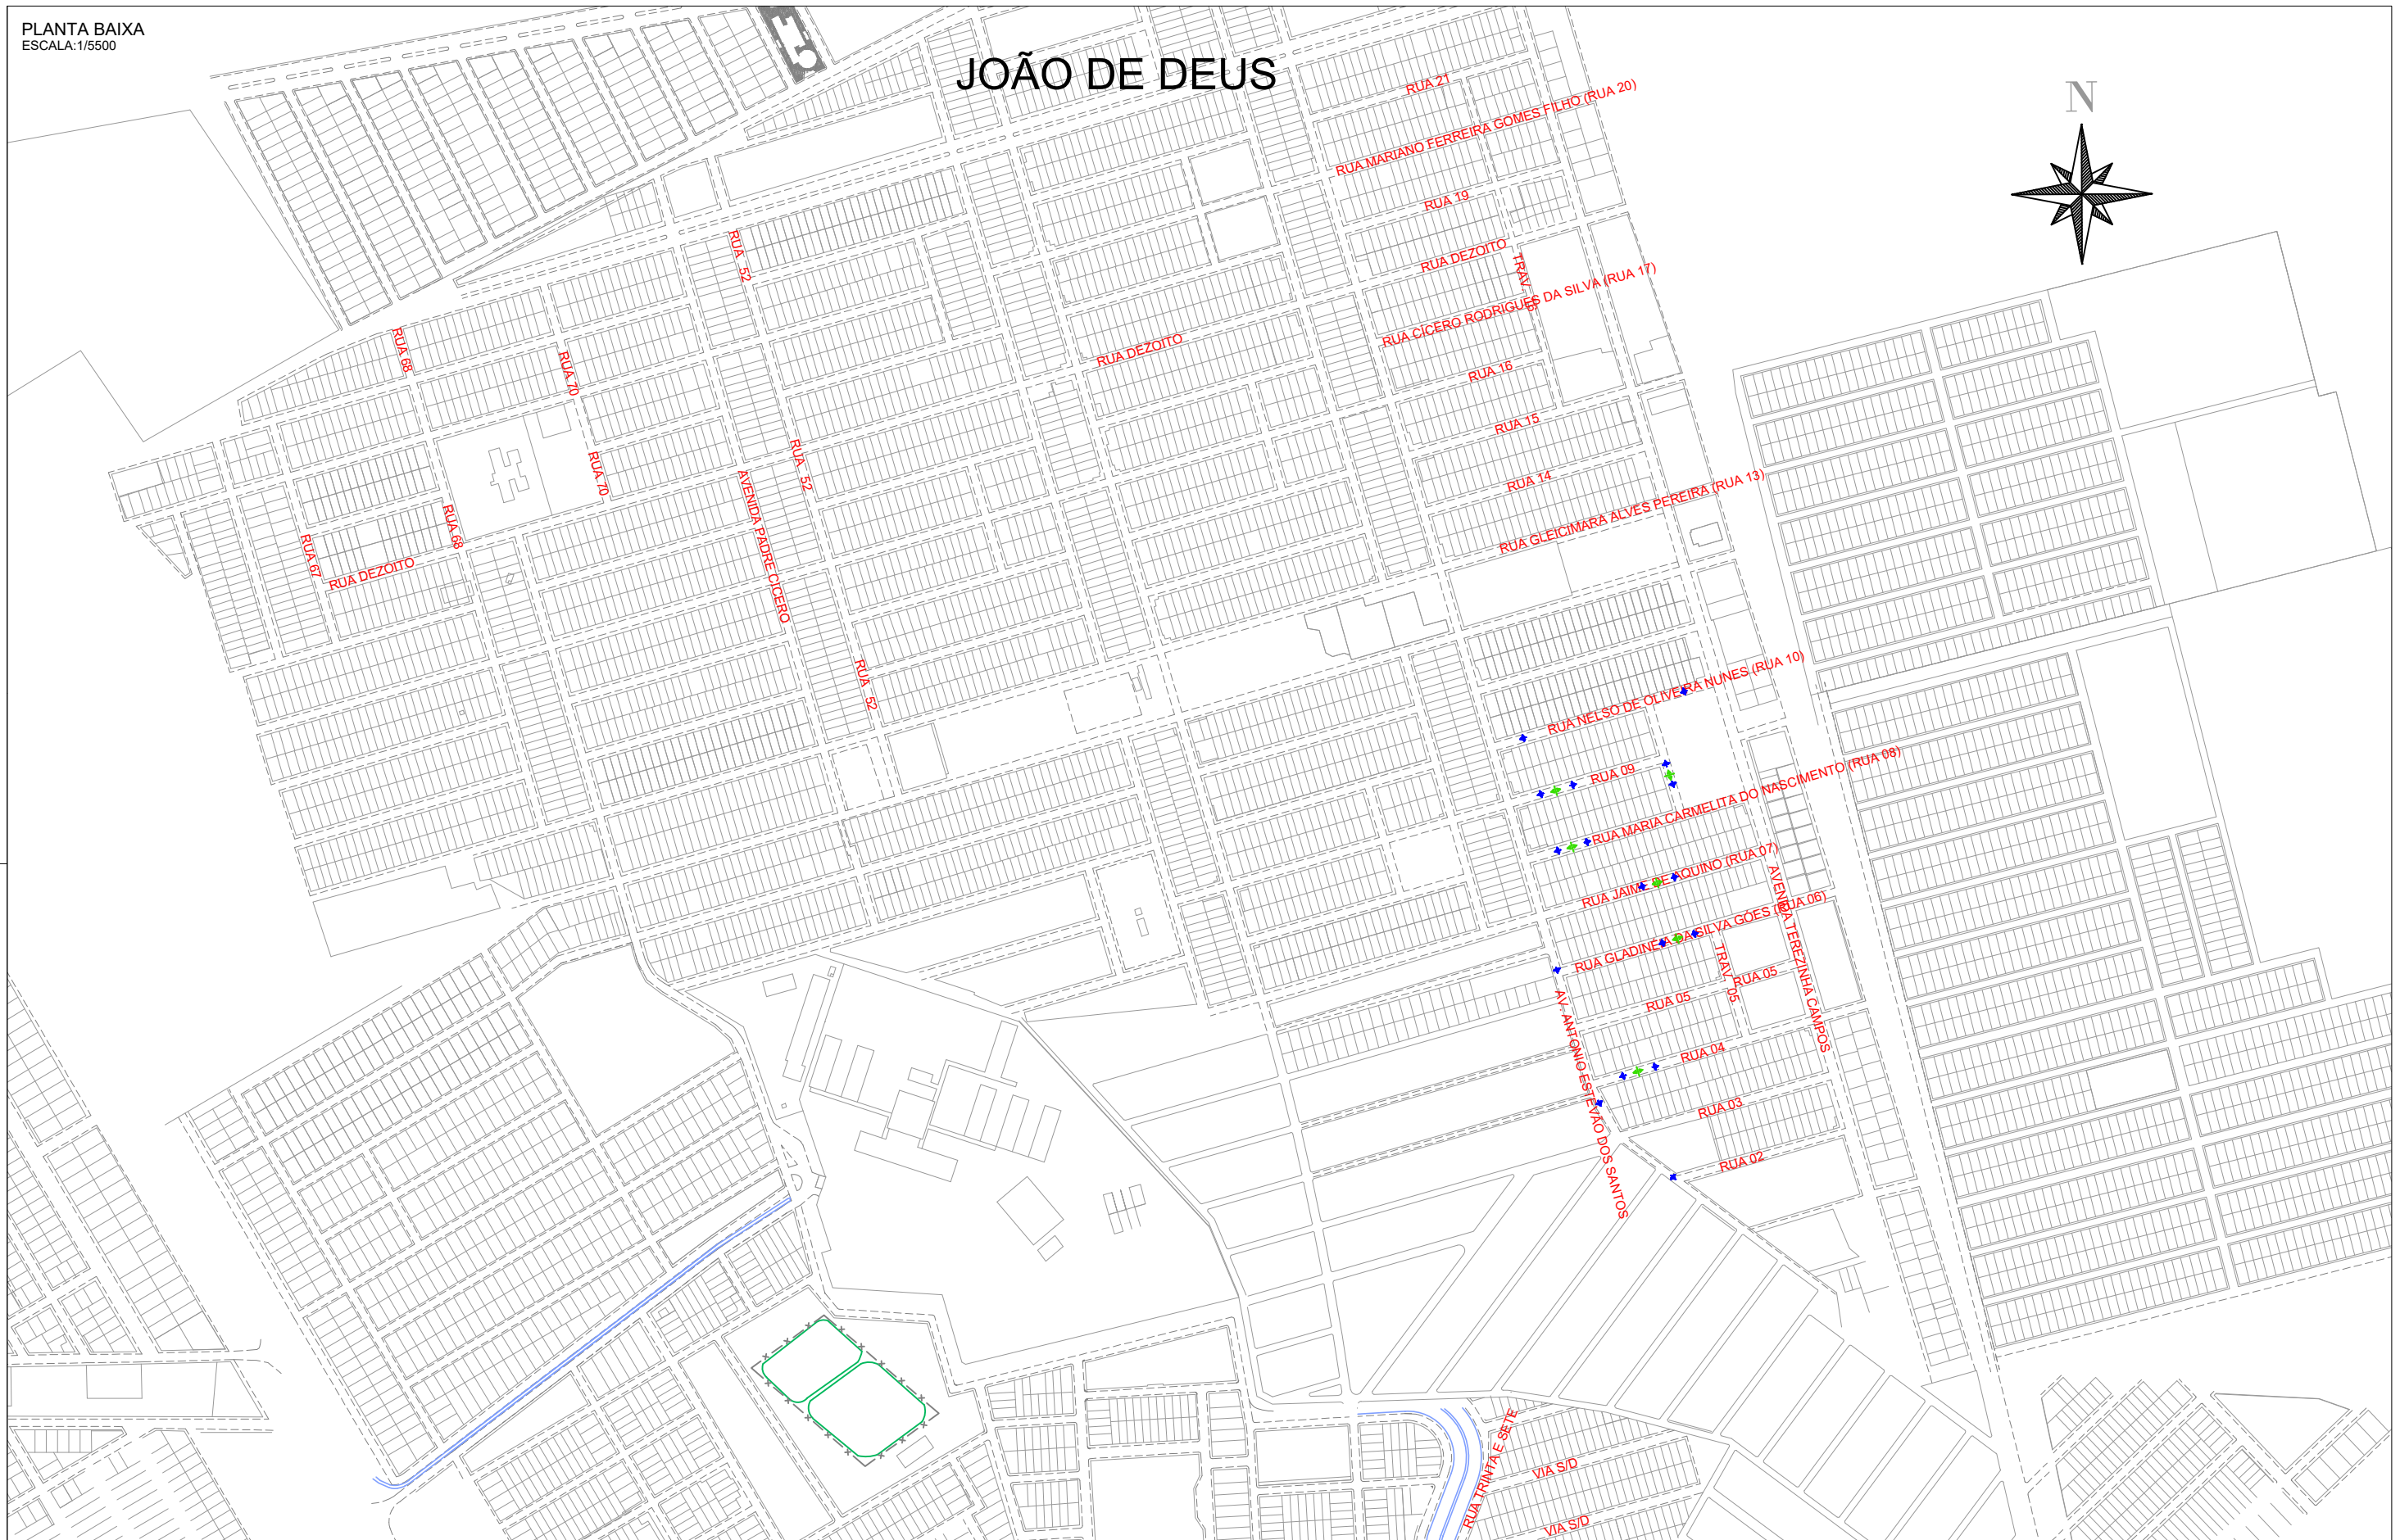 PLANTA BAIXA
ESCALA:1/5500
JOÃO DE DEUS
N
RUA 21
RUA MARIANO FERREIRA GOMES FILHO (RUA 20)
RUA 19
RUA DEZOITO
TRAV 18
RUA CICERO RODRIGUES DA SILVA (RUA 17)
RUA 52
RUA 68
RUA 70
RUA DEZOITO
RUA 16
RUA 15
RUA 14
RUA GLEICIMARA ALVES PEREIRA (RUA 13)
RUA 70
RUA 52
AVENIDA PADRE CICERO
RUA 68
RUA 67
RUA DEZOITO
RUA 52
RUA NELSO DE OLIVEIRA NUNES (RUA 10)
RUA 09
RUA MARIA CARMELITA DO NASCIMENTO (RUA 08)
RUA JAIME DE AQUINO (RUA 07)
RUA GLADINEIA DA SILVA GOES (RUA 06)
AVENIDA TEREZINHA CAMPOS
TRAV 05
RUA 05
RUA 05
AV. ANTONIO ESTEVÃO DOS SANTOS
RUA 04
RUA 03
RUA 02
RUA TRINTA E SETE
VIA S/D
VIA S/D